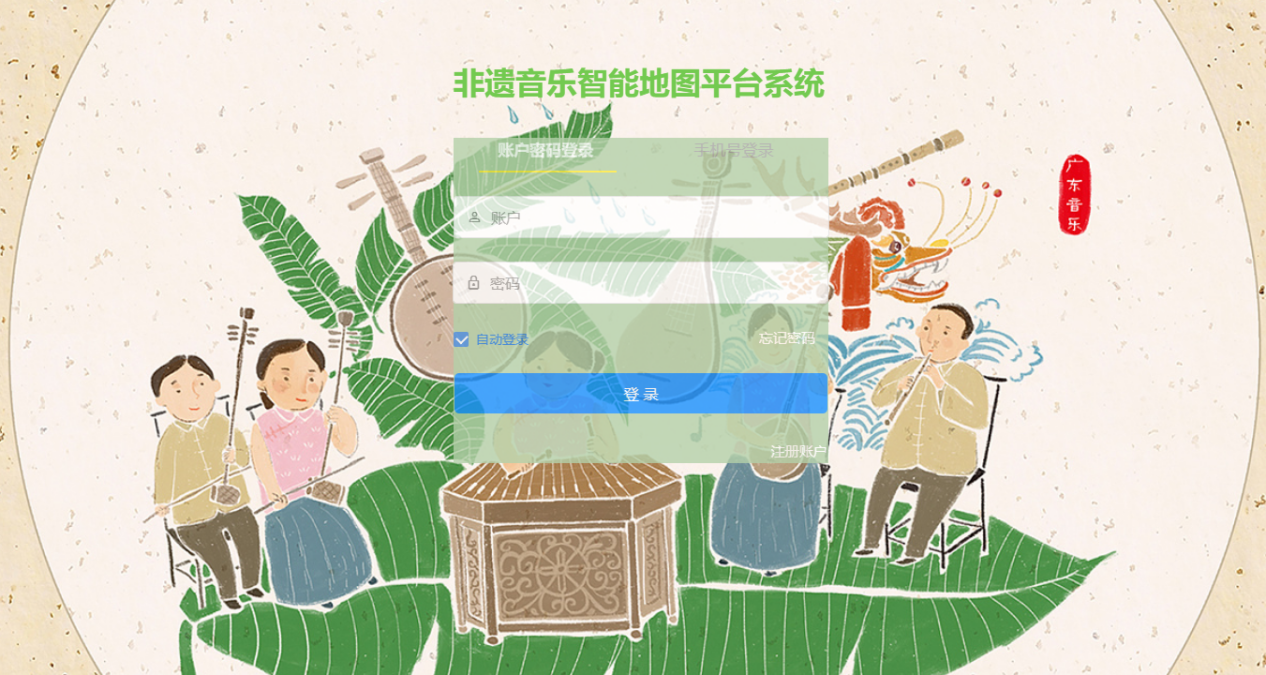 非遗音乐智能地图平台系统
账户密码登录
手机号登录
广东音乐
账户
密码
自动登录
忘记密码
登 录
注册账户